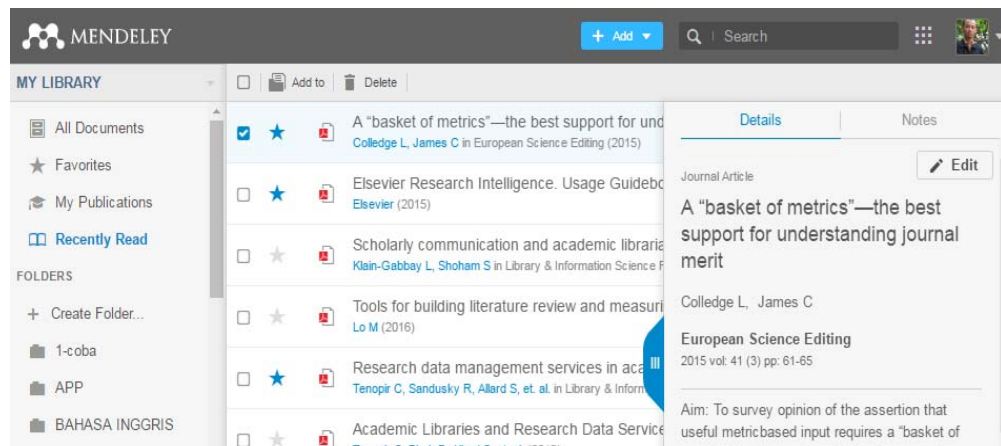 MENDELEY
+ Add
Search
MY LIBRARY
Add to
Delete
All Documents
Favorites
My Publications
Recently Read
FOLDERS
+ Create Folder...
1-coba
APP
BAHASA INGGRIS
A “basket of metrics”—the best support for und
Colledge L, James C in European Science Editing (2015)
Elsevier Research Intelligence. Usage Guidebo
Elsevier (2015)
Scholarly communication and academic libraria
Klain-Gabbay L, Shoham S in Library & Information Science
Tools for building literature review and measuri
Lo M (2016)
Research data management services in aca
Tenopir C, Sandusky R, Allard S, et. al. in Library & Inform
Academic Libraries and Research Data Service
Details
Notes
Edit
Journal Article
A “basket of metrics”—the best
support for understanding journal
merit
Colledge L, James C
European Science Editing
2015 vol: 41 (3) pp: 61-65
Aim: To survey opinion of the assertion that
useful metricbased input requires a “basket of